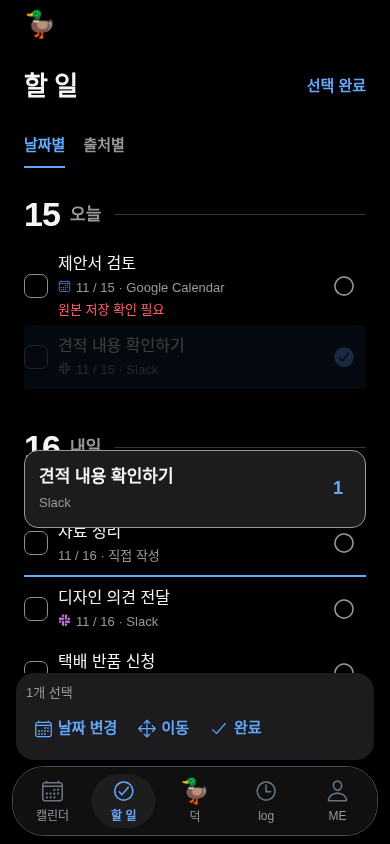 할 일
선택 완료
날짜별
출처별
15 오늘
제안서 검토
11 / 15 · Google Calendar
원본 저장 확인 필요
견적 내용 확인하기
11 / 15 · Slack
16 내일
견적 내용 확인하기
1
Slack
자료 정리
11 / 16 · 직접 작성
디자인 의견 전달
11 / 16 · Slack
택배 반품 신청
1개 선택
날짜 변경
이동
완료
캘린더
할 일
덕
log
ME